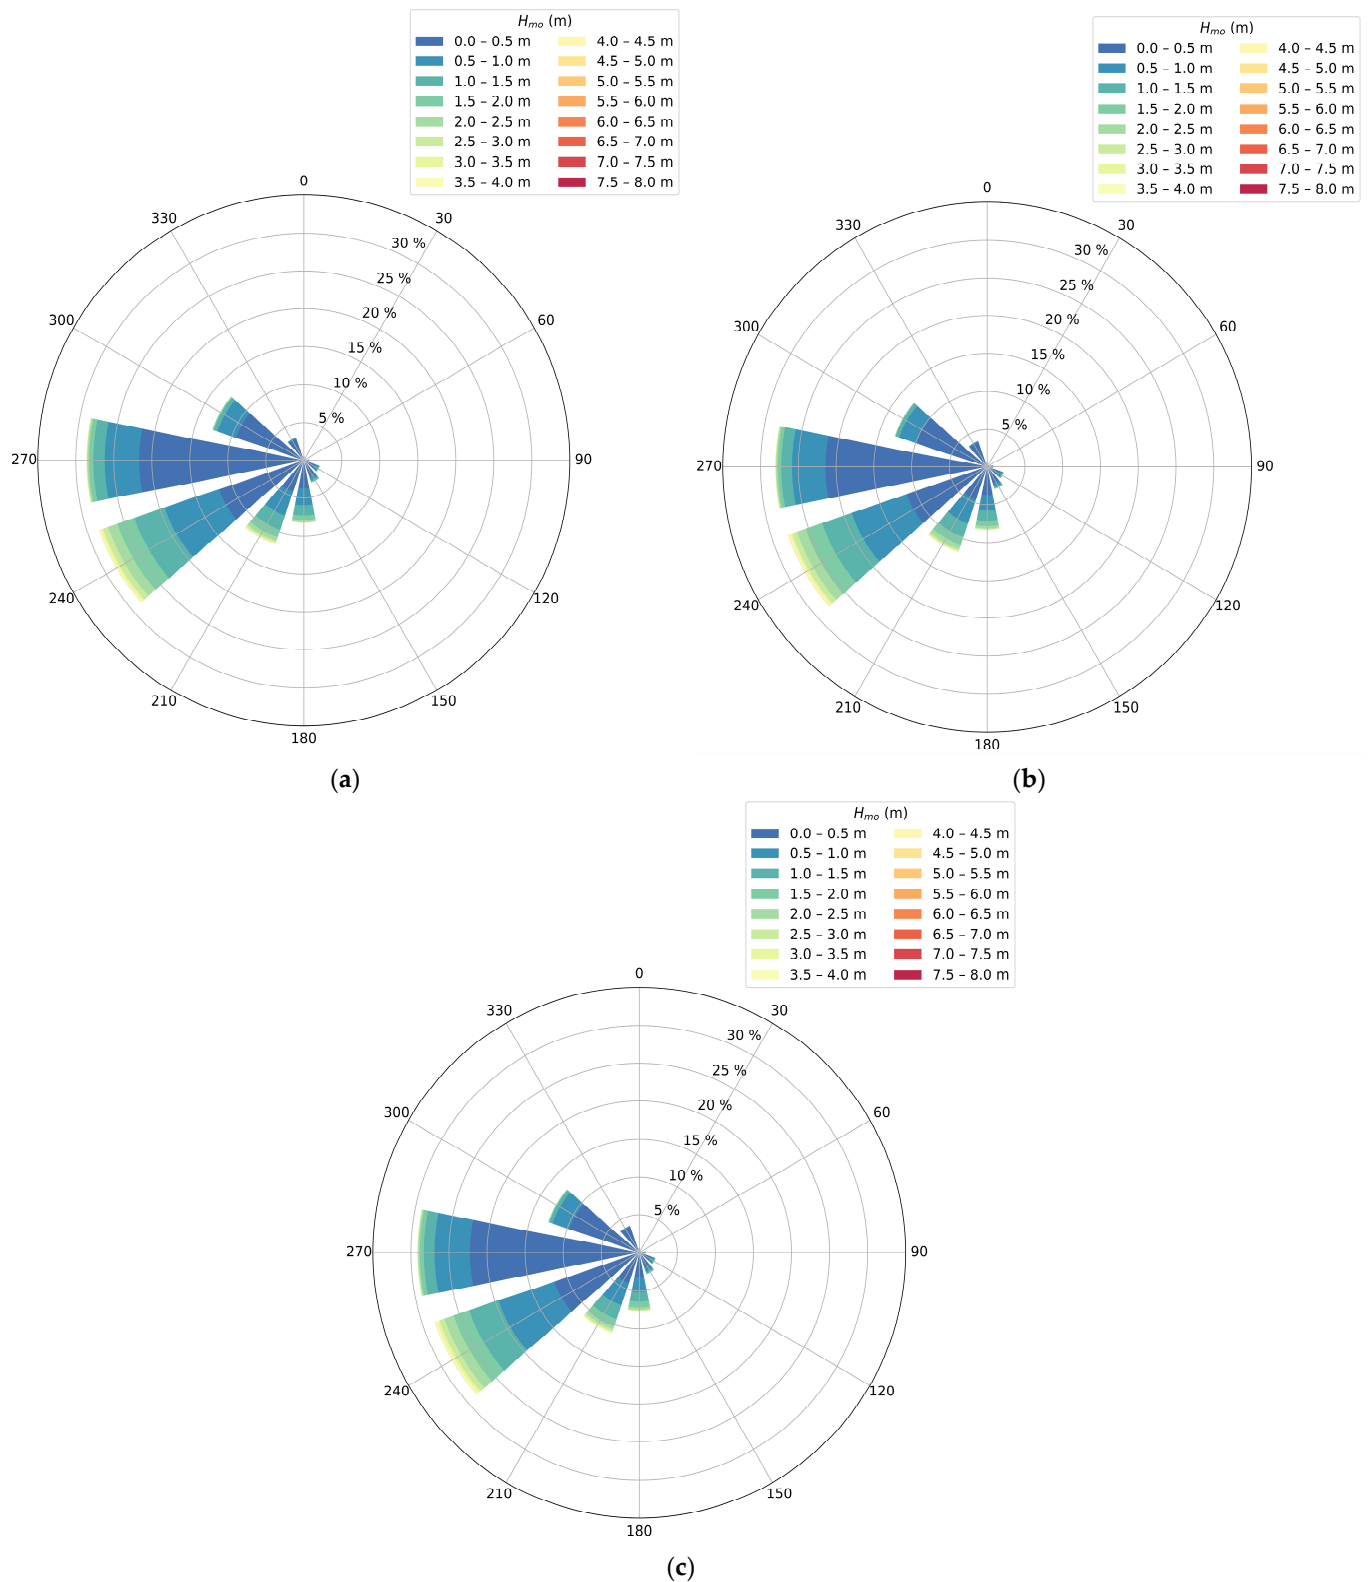 H_mo (m)
0.0 – 0.5 m 4.0 – 4.5 m
0.5 – 1.0 m 4.5 – 5.0 m
1.0 – 1.5 m 5.0 – 5.5 m
1.5 – 2.0 m 5.5 – 6.0 m
2.0 – 2.5 m 6.0 – 6.5 m
2.5 – 3.0 m 6.5 – 7.0 m
3.0 – 3.5 m 7.0 – 7.5 m
3.5 – 4.0 m 7.5 – 8.0 m
0
330 30
30 %
25 %
300 20 % 60
15 %
10 %
5 %
270 90
240 120
210 150
180
(a)
H_mo (m)
0.0 – 0.5 m 4.0 – 4.5 m
0.5 – 1.0 m 4.5 – 5.0 m
1.0 – 1.5 m 5.0 – 5.5 m
1.5 – 2.0 m 5.5 – 6.0 m
2.0 – 2.5 m 6.0 – 6.5 m
2.5 – 3.0 m 6.5 – 7.0 m
3.0 – 3.5 m 7.0 – 7.5 m
3.5 – 4.0 m 7.5 – 8.0 m
0
330 30
30 %
25 %
300 20 % 60
15 %
10 %
5 %
270 90
240 120
210 150
180
(b)
H_mo (m)
0.0 – 0.5 m 4.0 – 4.5 m
0.5 – 1.0 m 4.5 – 5.0 m
1.0 – 1.5 m 5.0 – 5.5 m
1.5 – 2.0 m 5.5 – 6.0 m
2.0 – 2.5 m 6.0 – 6.5 m
2.5 – 3.0 m 6.5 – 7.0 m
3.0 – 3.5 m 7.0 – 7.5 m
3.5 – 4.0 m 7.5 – 8.0 m
0
330 30
30 %
25 %
300 20 % 60
15 %
10 %
5 %
270 90
240 120
210 150
180
(c)